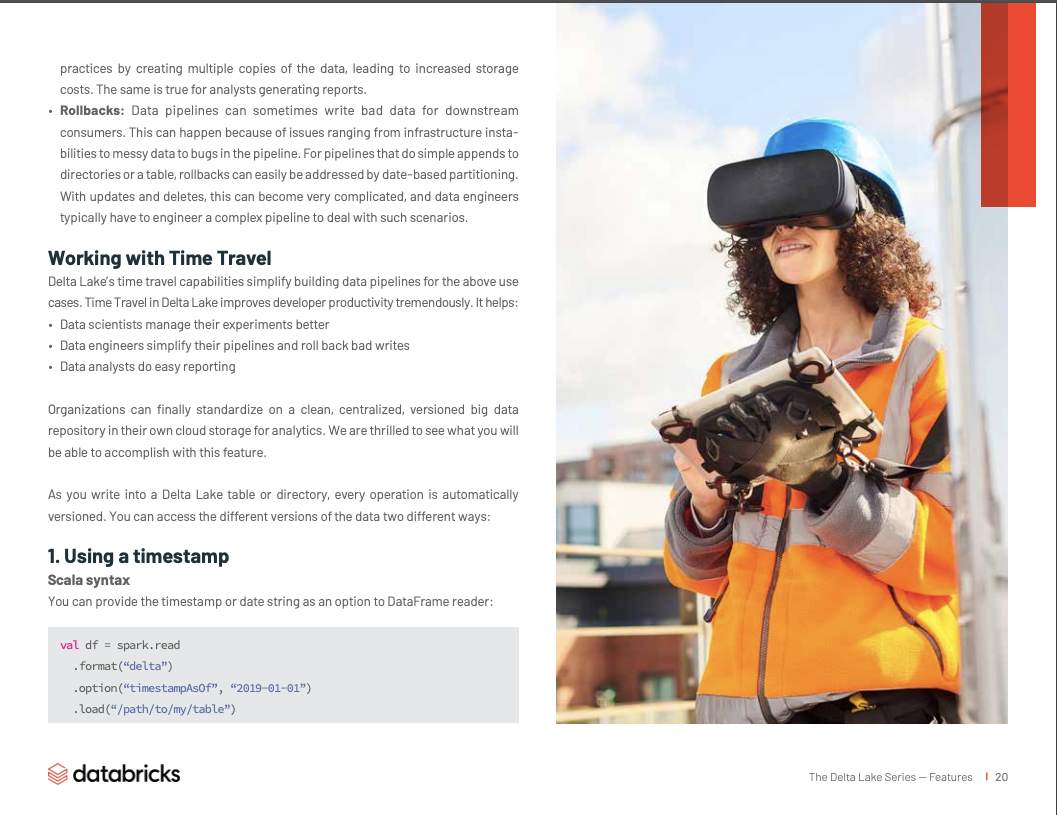 practices by creating multiple copies of the data, leading to increased storage
costs. The same is true for analysts generating reports.
• Rollbacks: Data pipelines can sometimes write bad data for downstream
consumers. This can happen because of issues ranging from infrastructure insta-
bilities to messy data to bugs in the pipeline. For pipelines that do simple appends to
directories or a table, rollbacks can easily be addressed by date-based partitioning.
With updates and deletes, this can become very complicated, and data engineers
typically have to engineer a complex pipeline to deal with such scenarios.
Working with Time Travel
Delta Lake's time travel capabilities simplify building data pipelines for the above use
cases. Time Travel in Delta Lake improves developer productivity tremendously. It helps:
• Data scientists manage their experiments better
• Data engineers simplify their pipelines and roll back bad writes
• Data analysts do easy reporting
Organizations can finally standardize on a clean, centralized, versioned big data
repository in their own cloud storage for analytics. We are thrilled to see what you will
be able to accomplish with this feature.
As you write into a Delta Lake table or directory, every operation is automatically
versioned. You can access the different versions of the data two different ways:
1. Using a timestamp
Scala syntax
You can provide the timestamp or date string as an option to DataFrame reader:
val df = spark.read
.format(“delta”)
.option(“timestampAsOf”, “2019-01-01”)
.load(“/path/to/my/table”)
databricks
The Delta Lake Series — Features | 20